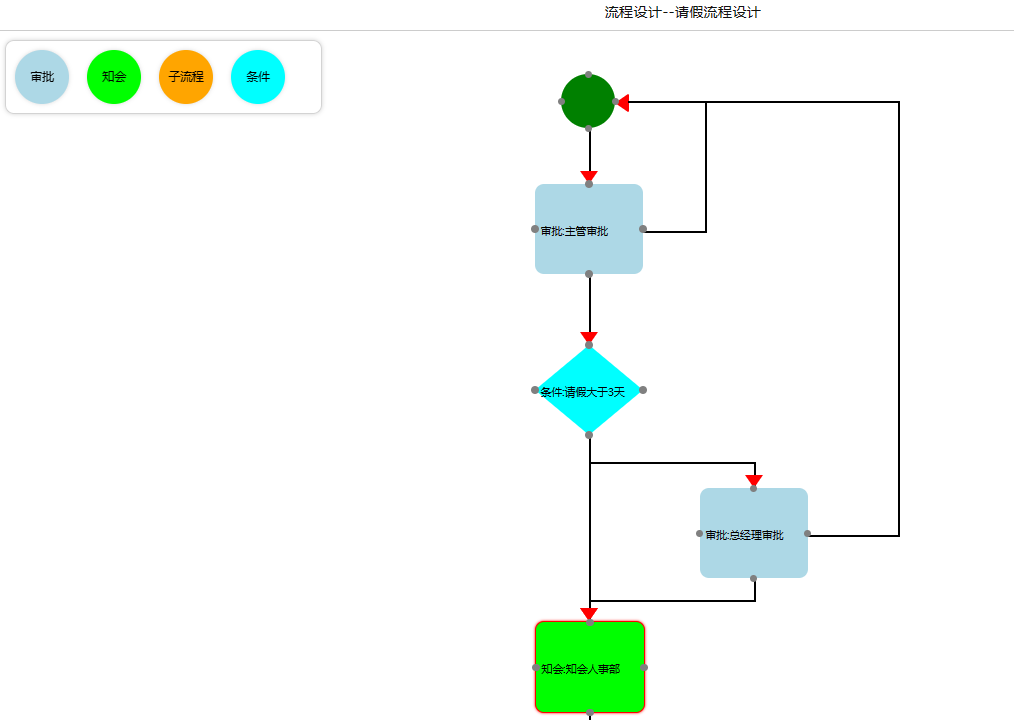 流程设计--请假流程设计
审批
知会
子流程
条件
审批:主管审批
条件:请假大于3天
审批:总经理审批
知会:知会人事部